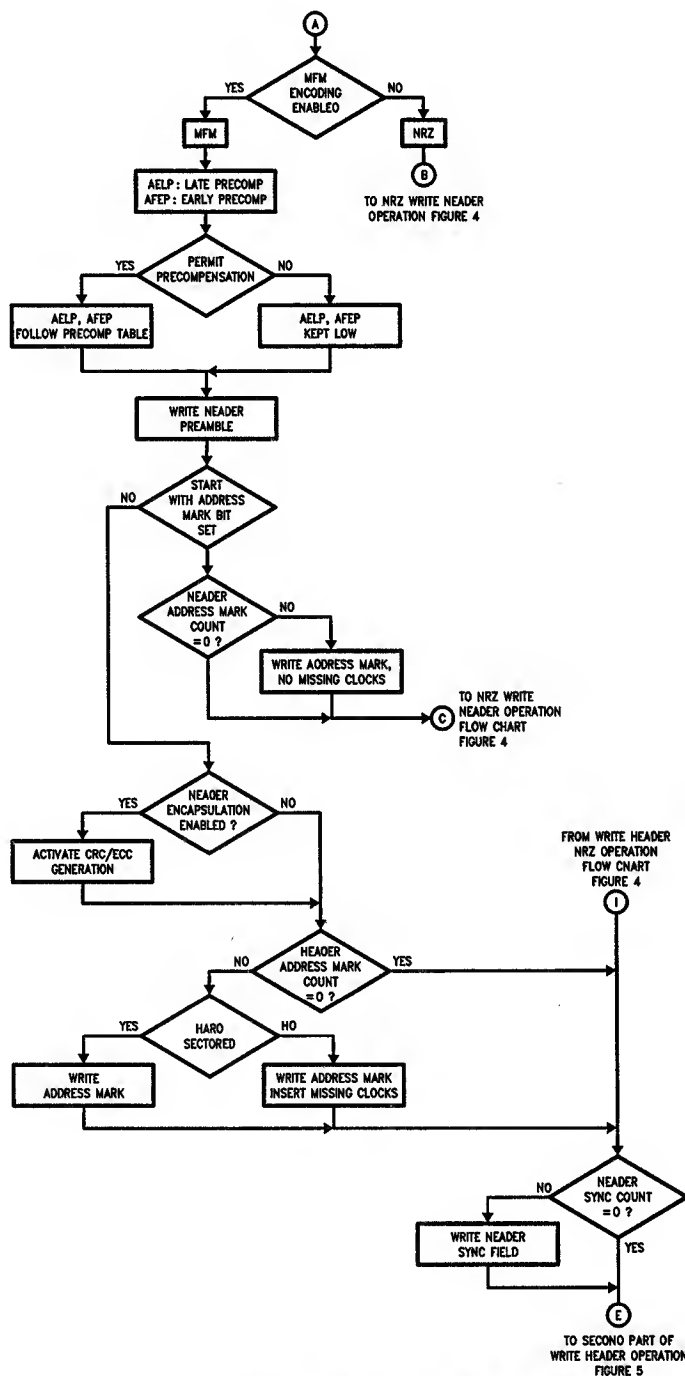 A
MFM
ENCODING
ENABLEO
YES
NO
MFM
NRZ
B
TO NRZ WRITE NEADER
OPERATION FIGURE 4
AELP : LATE PRECOMP
AFEP : EARLY PRECOMP
PERMIT
PRECOMPENSATION
YES
NO
AELP, AFEP
FOLLOW PRECOMP TABLE
AELP, AFEP
KEPT LOW
WRITE NEADER
PREAMBLE
START
WITH ADDRESS
MARK BIT
SET
NO
NEADER
ADDRESS MARK
COUNT
=0 ?
NO
WRITE AODRESS MARK,
NO MISSING CLOCKS
C
TO NRZ WRITE
NEADER OPERATION
FLOW CHART
FIGURE 4
NEAOER
ENCAPSULATION
ENABLED ?
YES
NO
ACTIVATE CRC/ECC
GENERATION
FROM WRITE HEADER
NRZ OPERATION
FLOW CNART
FIGURE 4
I
HEAOER
ADDRESS MARK
COUNT
=0 ?
NO
YES
HARO
SECTORED
YES
HO
WRITE
ADDRESS MARK
WRITE ADDRESS MARK
INSERT MISSING CLOCKS
NEADER
SYNC COUNT
=0 ?
NO
YES
WRITE NEADER
SYNC FIELD
E
TO SECOND PART OF
WRITE HEADER OPERATION
FIGURE 5